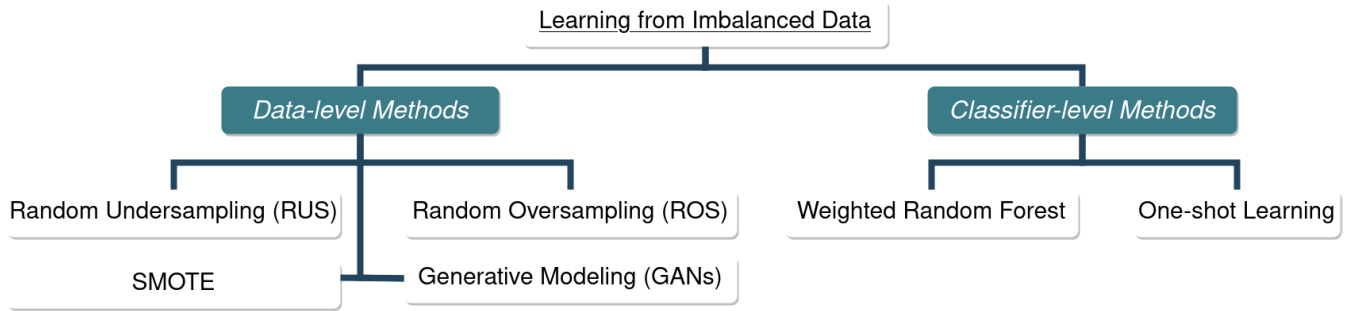 Learning from Imbalanced Data
Data-level Methods
Classifier-level Methods
Random Undersampling (RUS)
Random Oversampling (ROS)
Weighted Random Forest
One-shot Learning
SMOTE
Generative Modeling (GANs)